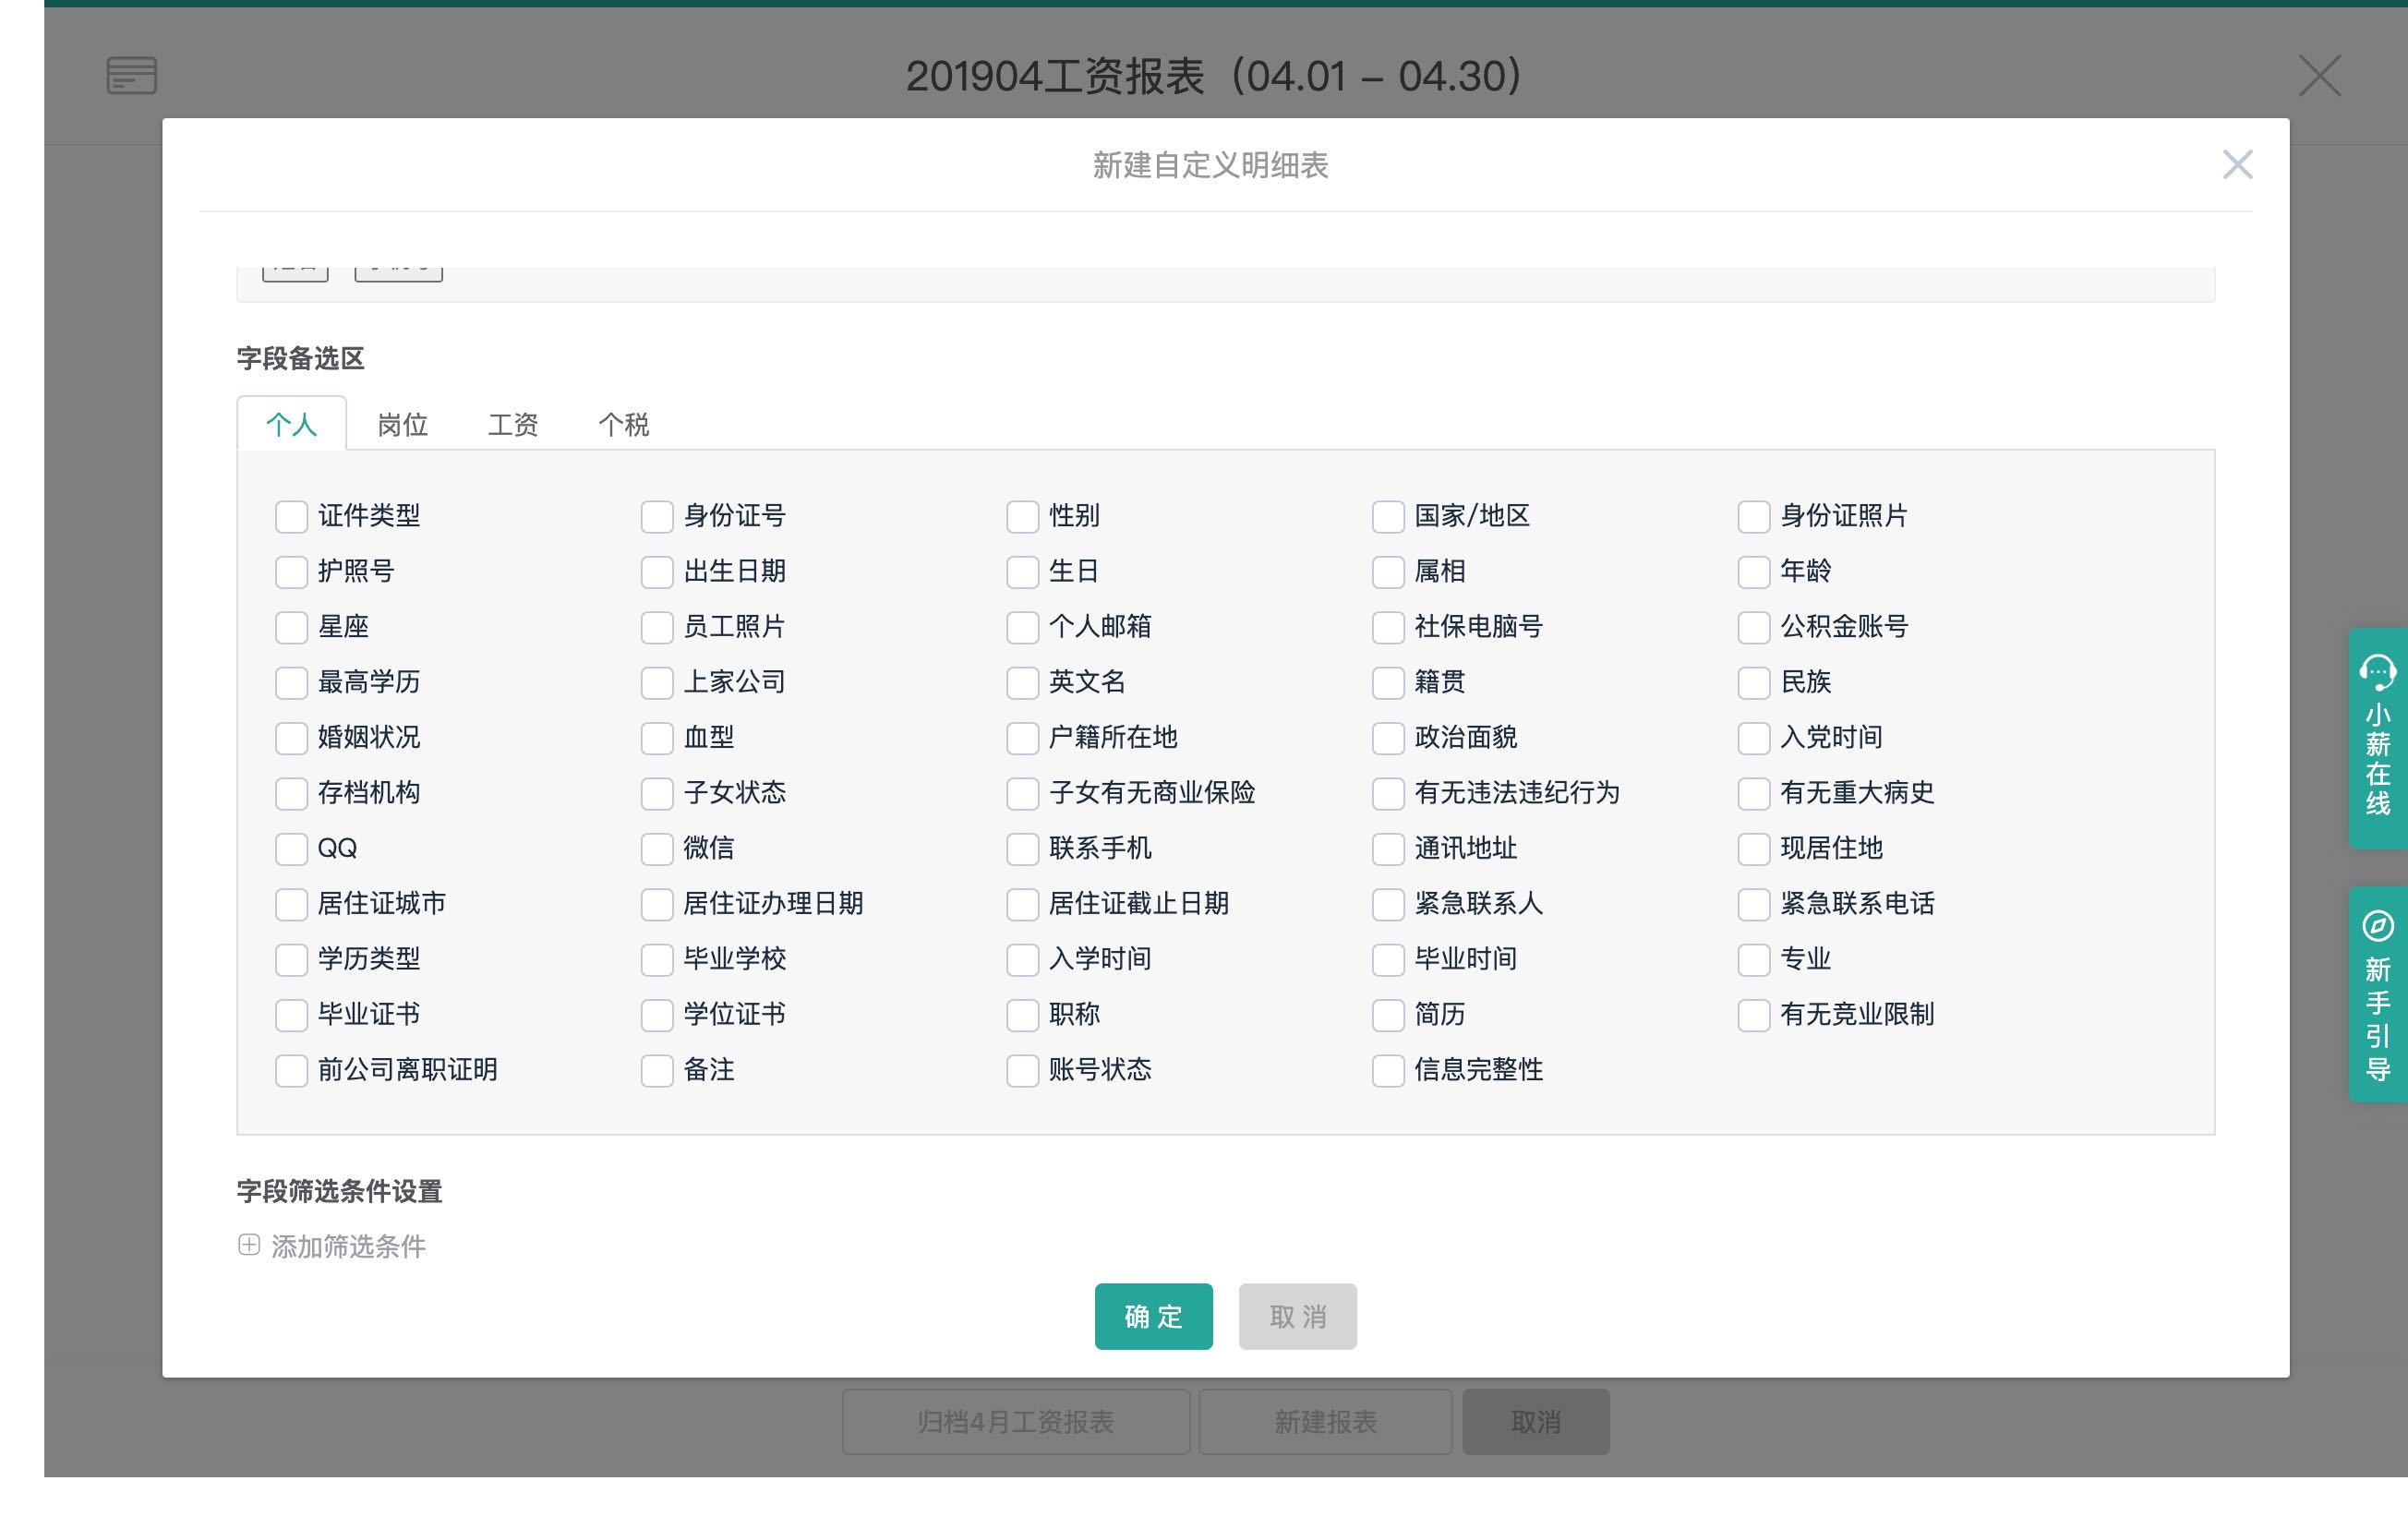 201904工资报表（04.01 – 04.30）
新建自定义明细表
字段备选区
个人 岗位 工资 个税
证件类型 身份证号 性别 国家/地区 身份证照片
护照号 出生日期 生日 属相 年龄
星座 员工照片 个人邮箱 社保电脑号 公积金账号
最高学历 上家公司 英文名 籍贯 民族
婚姻状况 血型 户籍所在地 政治面貌 入党时间
存档机构 子女状态 子女有无商业保险 有无违法违纪行为 有无重大病史
QQ 微信 联系手机 通讯地址 现居住地
居住证城市 居住证办理日期 居住证截止日期 紧急联系人 紧急联系电话
学历类型 毕业学校 入学时间 毕业时间 专业
毕业证书 学位证书 职称 简历 有无竞业限制
前公司离职证明 备注 账号状态 信息完整性
字段筛选条件设置
添加筛选条件
确定 取消
归档4月工资报表 新建报表 取消
小薪在线
新手引导